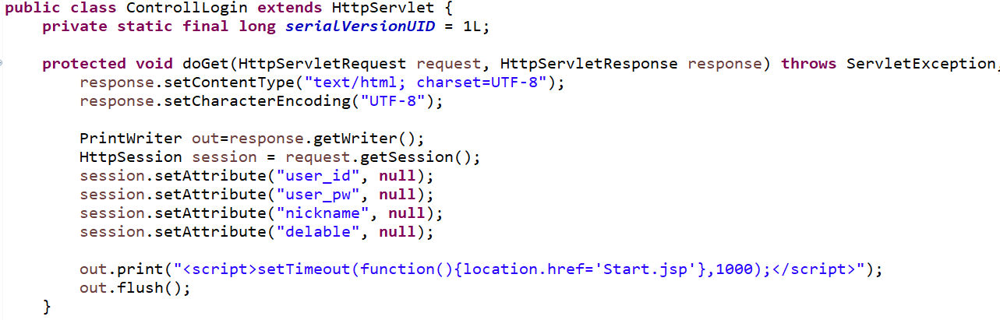 public class ControllLogin extends HttpServlet {
    private static final long serialVersionUID = 1L;
    protected void doGet(HttpServletRequest request, HttpServletResponse response) throws ServletException,
        response.setContentType("text/html; charset=UTF-8");
        response.setCharacterEncoding("UTF-8");
        PrintWriter out=response.getWriter();
        HttpSession session = request.getSession();
        session.setAttribute("user_id", null);
        session.setAttribute("user_pw", null);
        session.setAttribute("nickname", null);
        session.setAttribute("delable", null);
        out.print("<script>setTimeout(function(){location.href='Start.jsp'},1000);</script>");
        out.flush();
    }